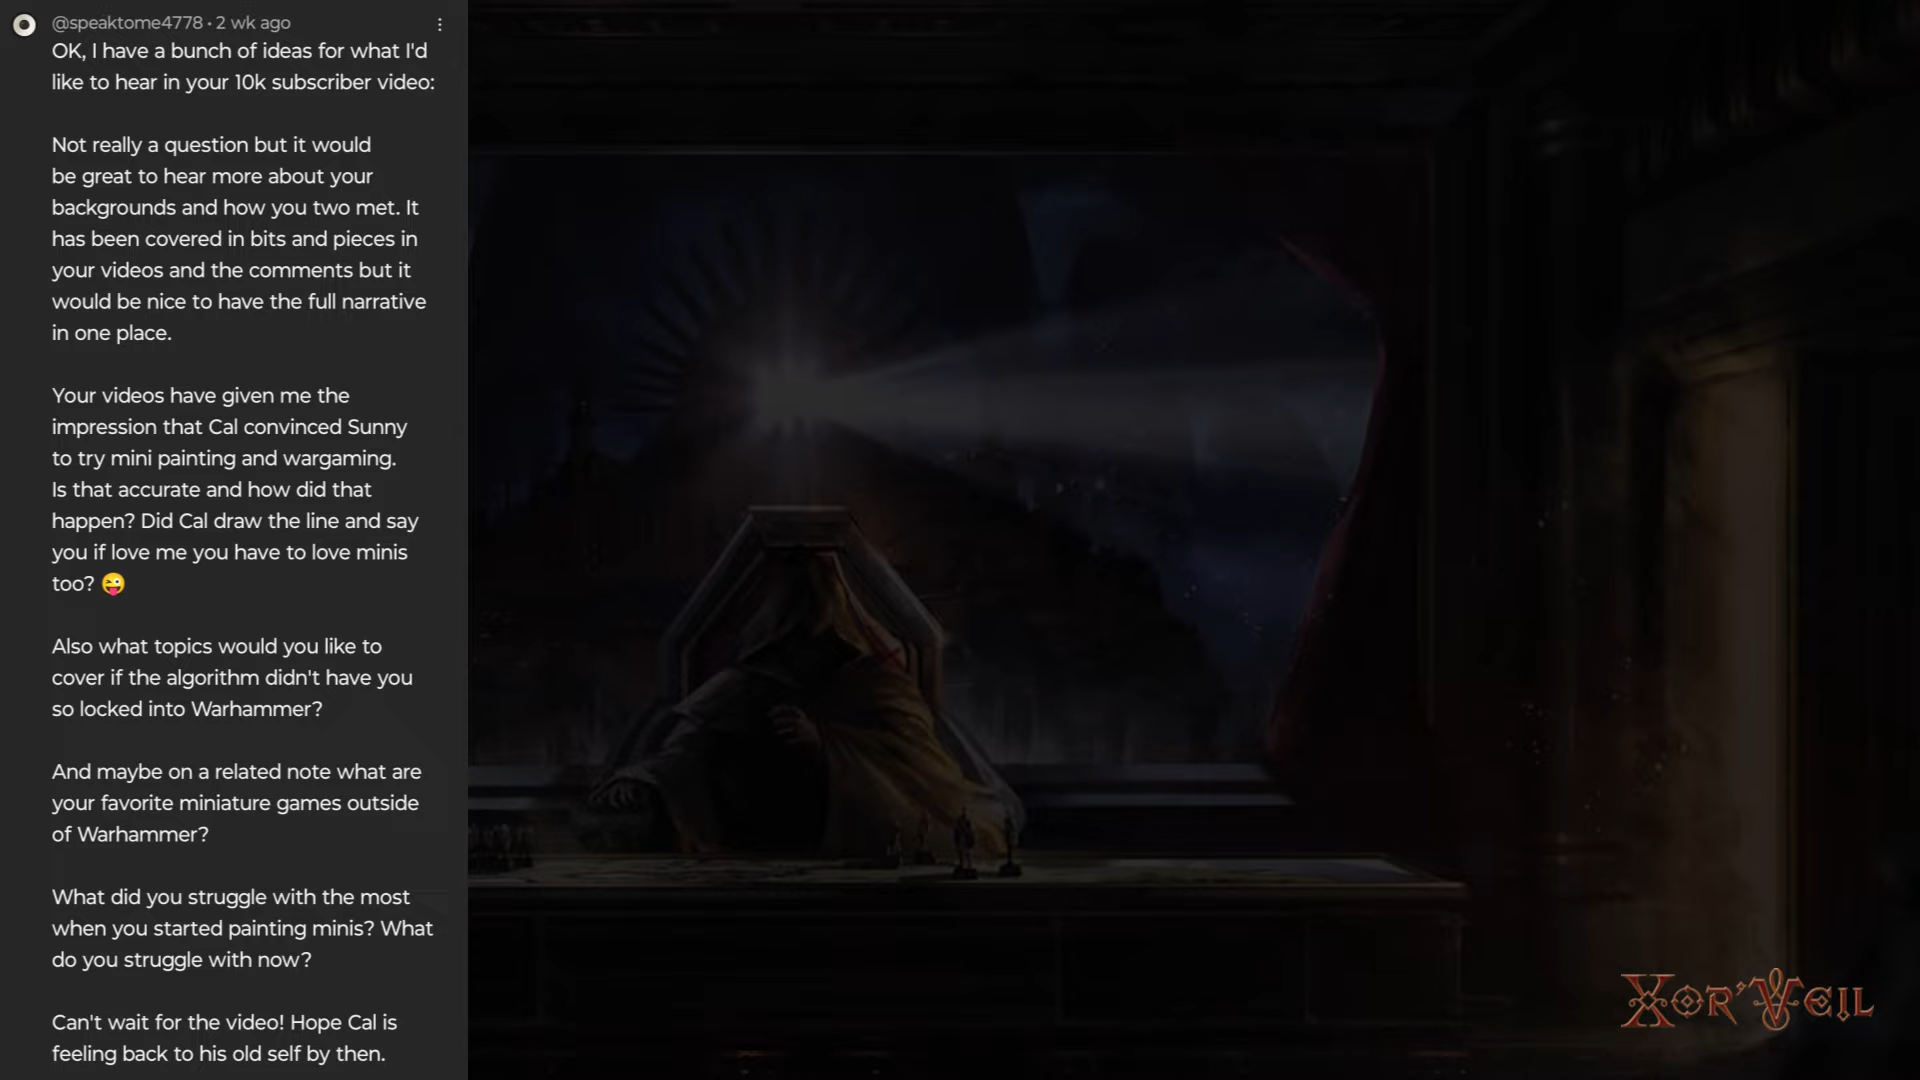 @speaktome4778 • 2 wk ago
OK, I have a bunch of ideas for what I'd
like to hear in your 10k subscriber video:
Not really a question but it would
be great to hear more about your
backgrounds and how you two met. It
has been covered in bits and pieces in
your videos and the comments but it
would be nice to have the full narrative
in one place.
Your videos have given me the
impression that Cal convinced Sunny
to try mini painting and wargaming.
Is that accurate and how did that
happen? Did Cal draw the line and say
you if love me you have to love minis
too? 😜
Also what topics would you like to
cover if the algorithm didn't have you
so locked into Warhammer?
And maybe on a related note what are
your favorite miniature games outside
of Warhammer?
What did you struggle with the most
when you started painting minis? What
do you struggle with now?
Can't wait for the video! Hope Cal is
feeling back to his old self by then.
XOR'VEIL